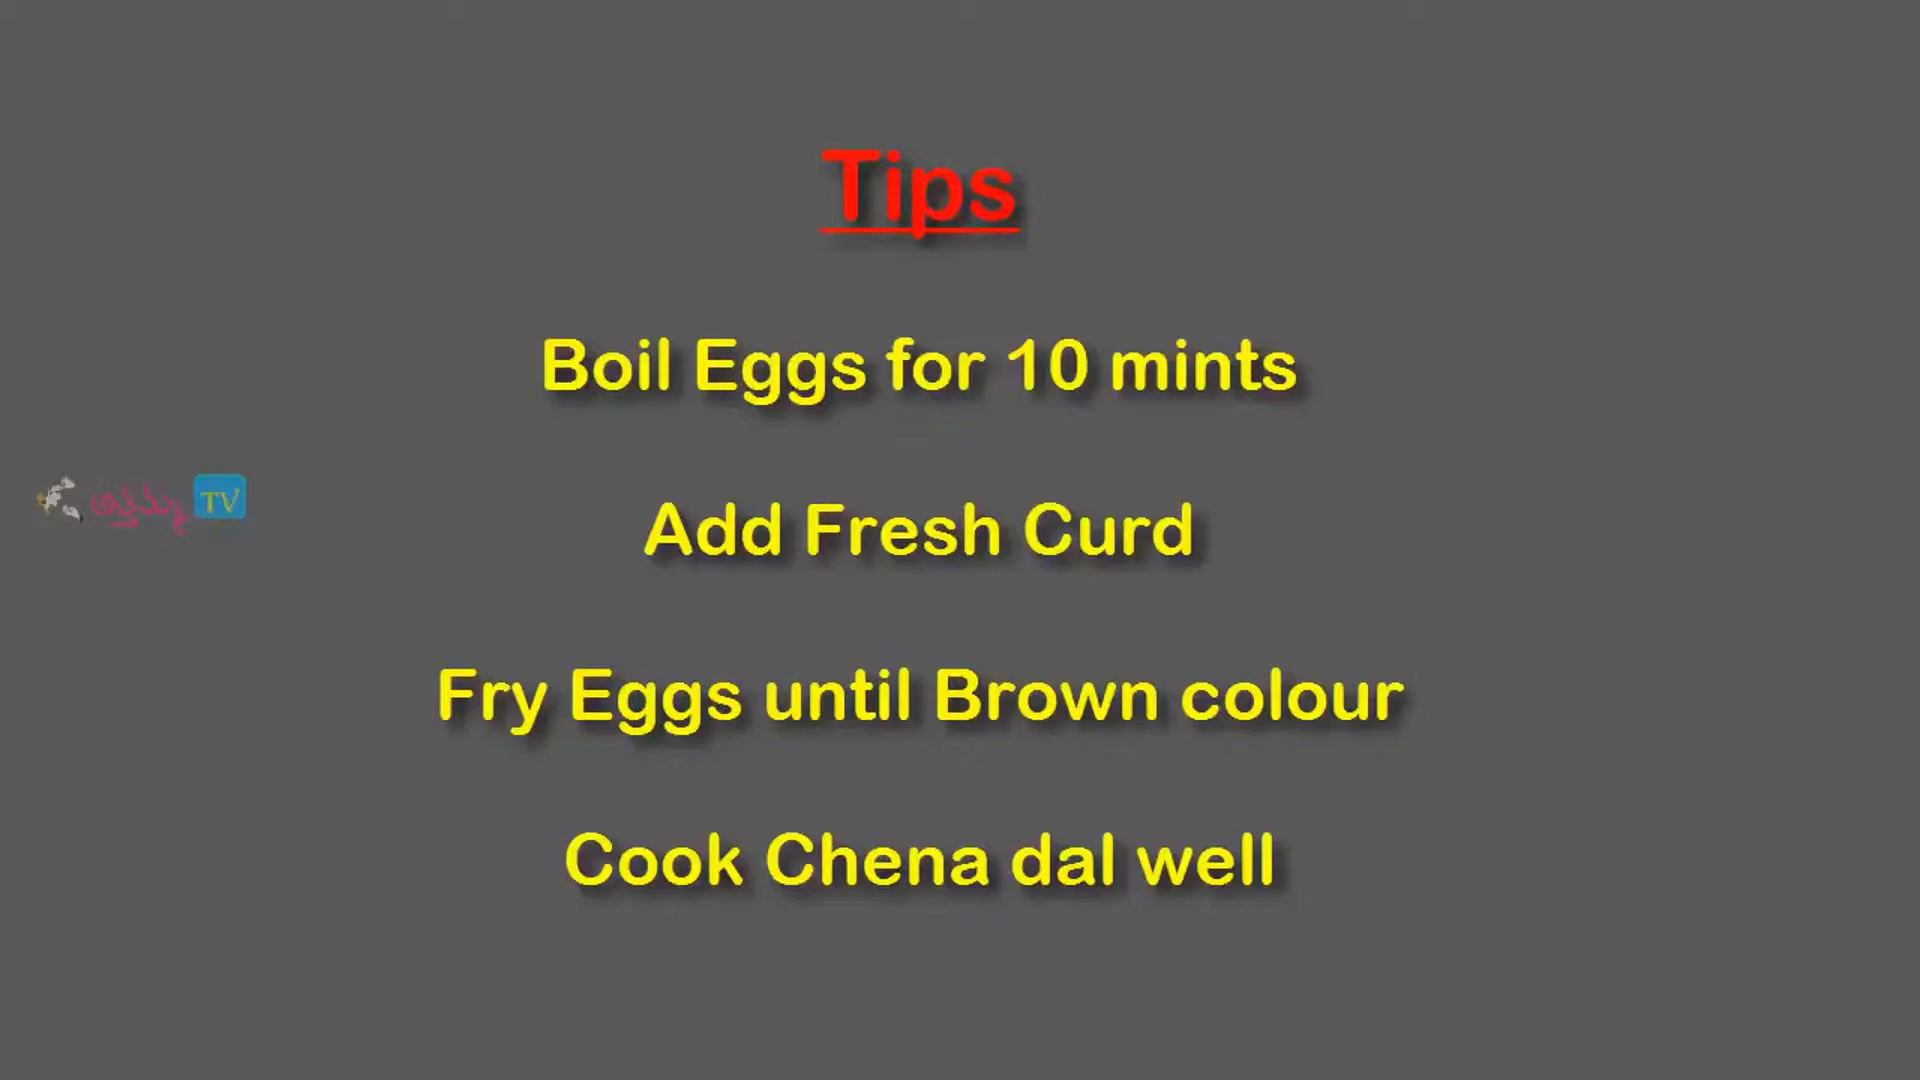 Tips
Boil Eggs for 10 mints
TV
Add Fresh Curd
Fry Eggs until Brown colour
Cook Chena dal well